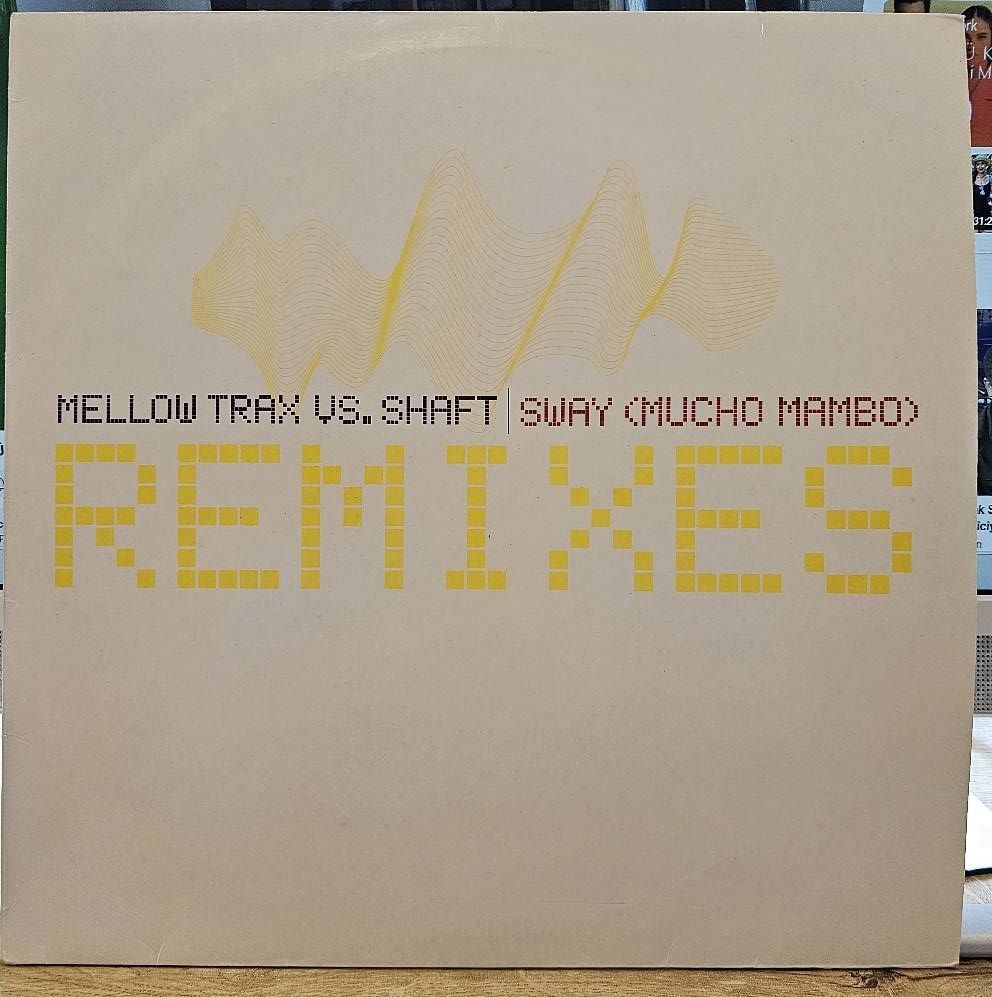 MELLOW TRAX VS. SHAFT | SWAY (MUCHO MAMBO)
REMIXES